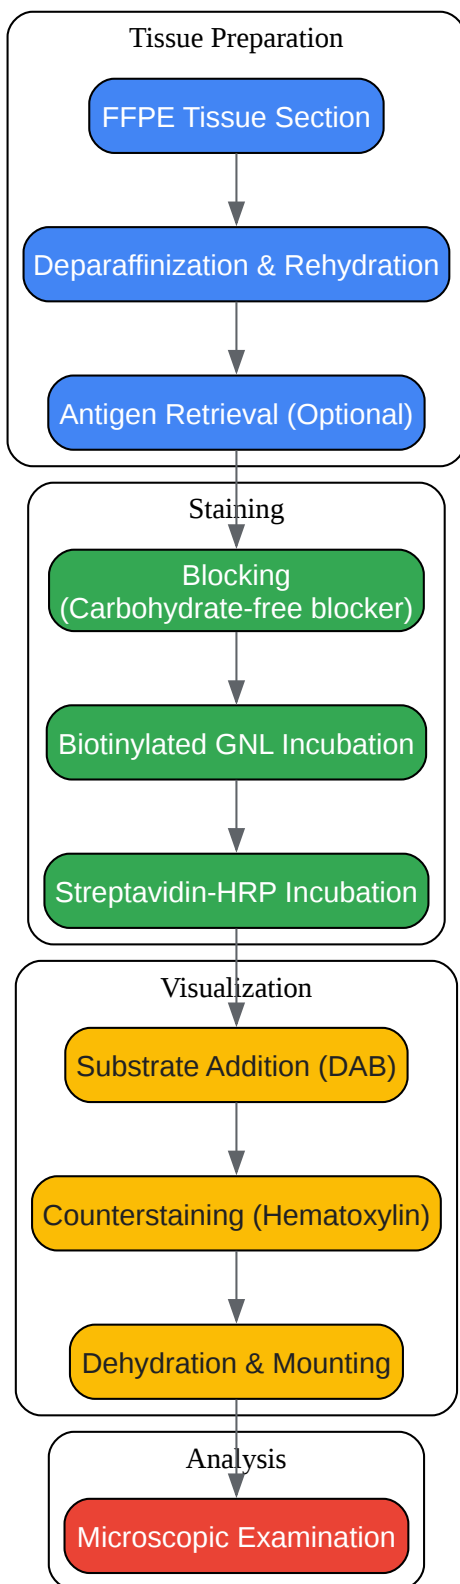 Tissue Preparation
FFPE Tissue Section
Deparaffinization & Rehydration
Antigen Retrieval (Optional)
Staining
Blocking
(Carbohydrate-free blocker)
Biotinylated GNL Incubation
Streptavidin-HRP Incubation
Visualization
Substrate Addition (DAB)
Counterstaining (Hematoxylin)
Dehydration & Mounting
Analysis
Microscopic Examination